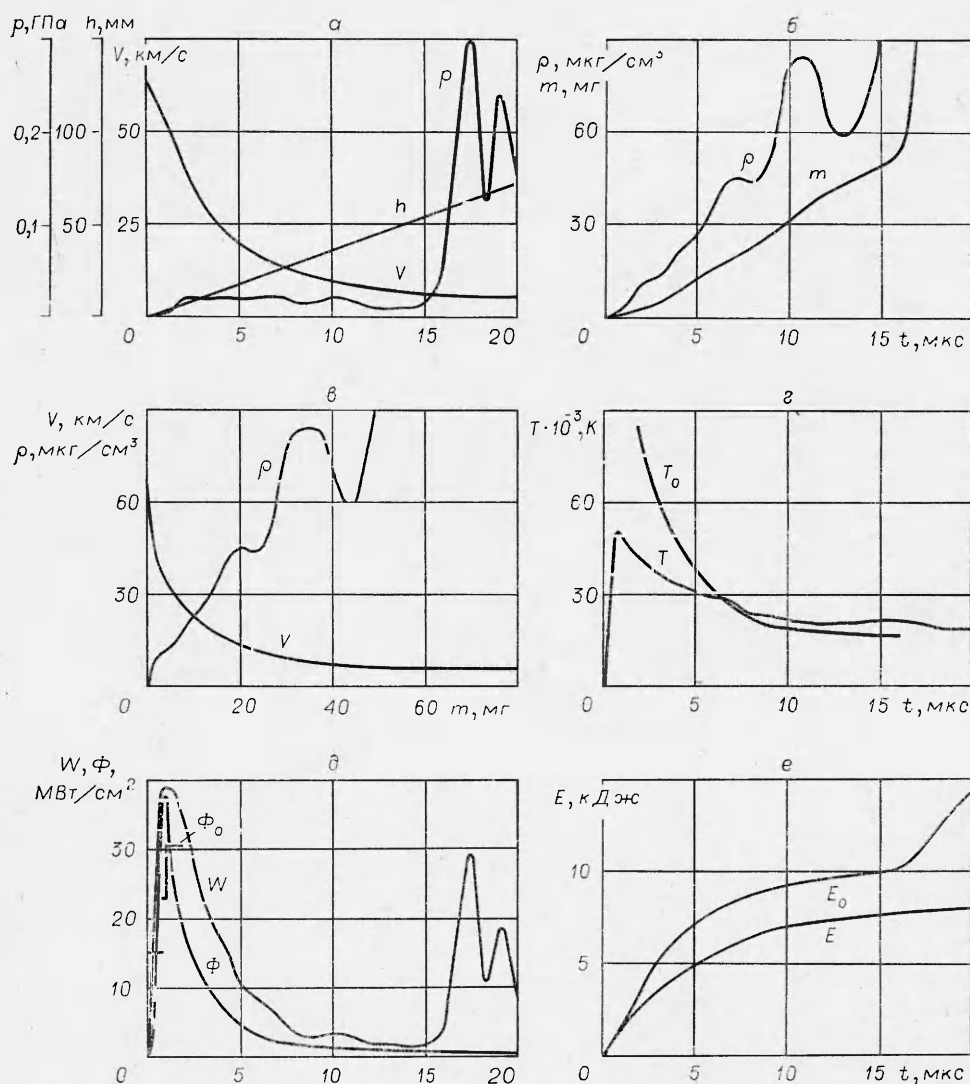 p, ГПа h, мм а
V, км/с
0,2 100 50
0,1 50 25
p
h
V
0 5 10 15 20
б
ρ, мкг/см³
m, мг
60
30
ρ
m
0 5 10 15 t, мкс
в
V, км/с
ρ, мкг/см³
60
30
ρ
V
0 20 40 60 m, мг
г
T·10⁻³, К
60
30
T₀
T
0 5 10 15 t, мкс
д
W, Ф,
МВт/см²
30
20
10
Ф₀
W
Ф
0 5 10 15 20
е
E, кДж
10
5
E₀
E
0 5 10 15 t, мкс